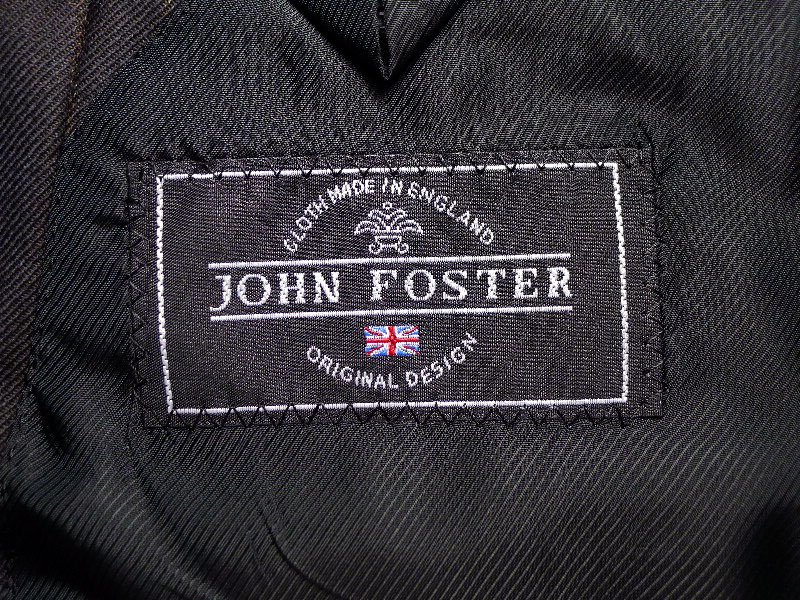 CLOTH MADE IN ENGLAND
JOHN FOSTER
ORIGINAL DESIGN